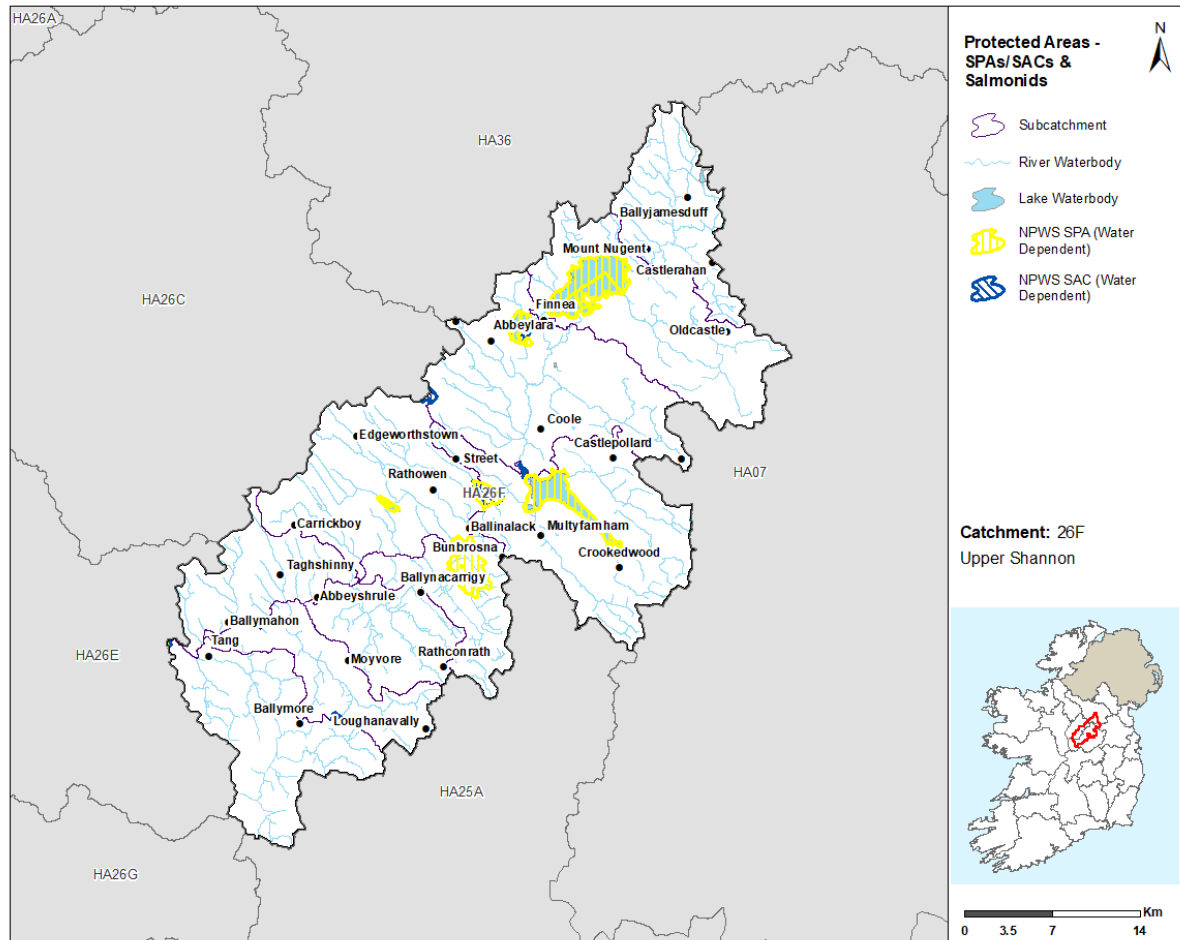 HA26A
HA36
HA26C
Ballyjamesduff
Mount Nugent
Castlerahan
Finnea
Abbeylara
Oldcastle
Coole
Edgeworthstown
Castlepollard
Street
HA07
Rathowen
HA26F
Carrickboy
Ballinalack
Multyfarnham
Bunbrosna
Crookedwood
Taghshinny
Ballynacarrigy
Abbeyshrule
Ballymahon
Tang
HA26E
Moyvore
Rathconrath
Ballymore
Loughanavally
HA25A
HA26G
N
Protected Areas -
SPAs/SACs &
Salmonids
Subcatchment
River Waterbody
Lake Waterbody
NPWS SPA (Water
Dependent)
NPWS SAC (Water
Dependent)
Catchment: 26F
Upper Shannon
Km
0 3.5 7 14